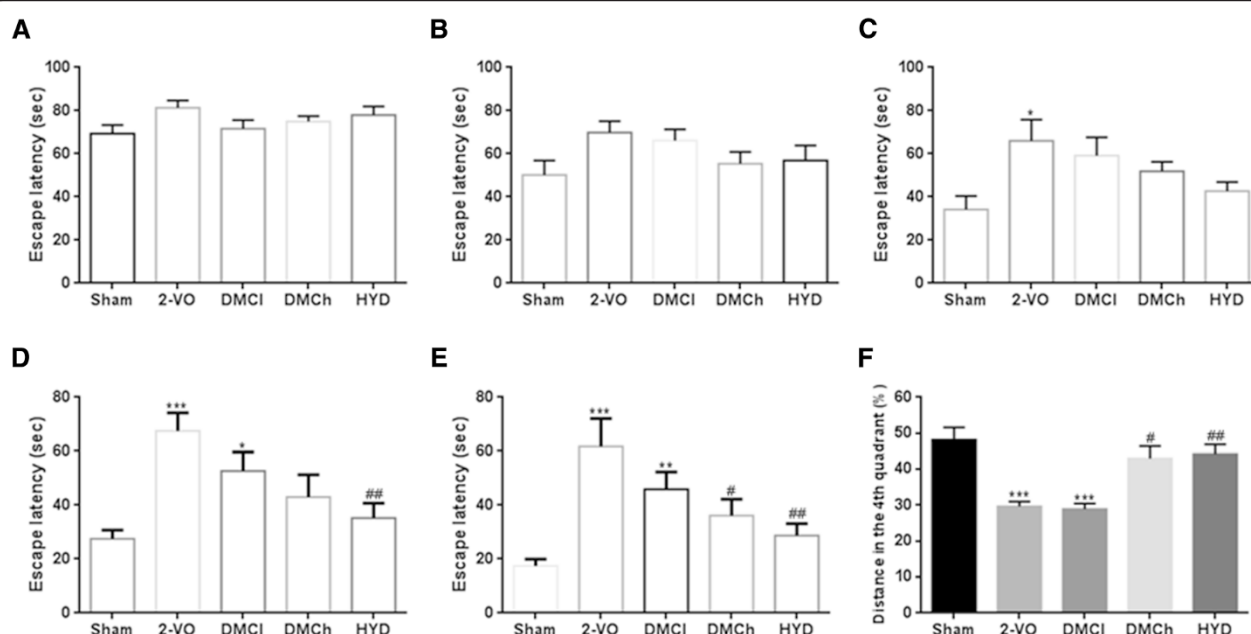 A
Escape latency (sec)
100
80
60
40
20
0
Sham 2-VO DMCl DMCh HYD
B
Escape latency (sec)
100
80
60
40
20
0
Sham 2-VO DMCl DMCh HYD
C
Escape latency (sec)
100
80
60
40
20
0
*
Sham 2-VO DMCl DMCh HYD
D
Escape latency (sec)
80
60
40
20
0
***
*
##
Sham 2-VO DMCl DMCh HYD
E
Escape latency (sec)
80
60
40
20
0
***
**
#
##
Sham 2-VO DMCl DMCh HYD
F
Distance in the 4th quadrant (%)
60
50
40
30
20
10
0
***
***
#
##
Sham 2-VO DMCl DMCh HYD